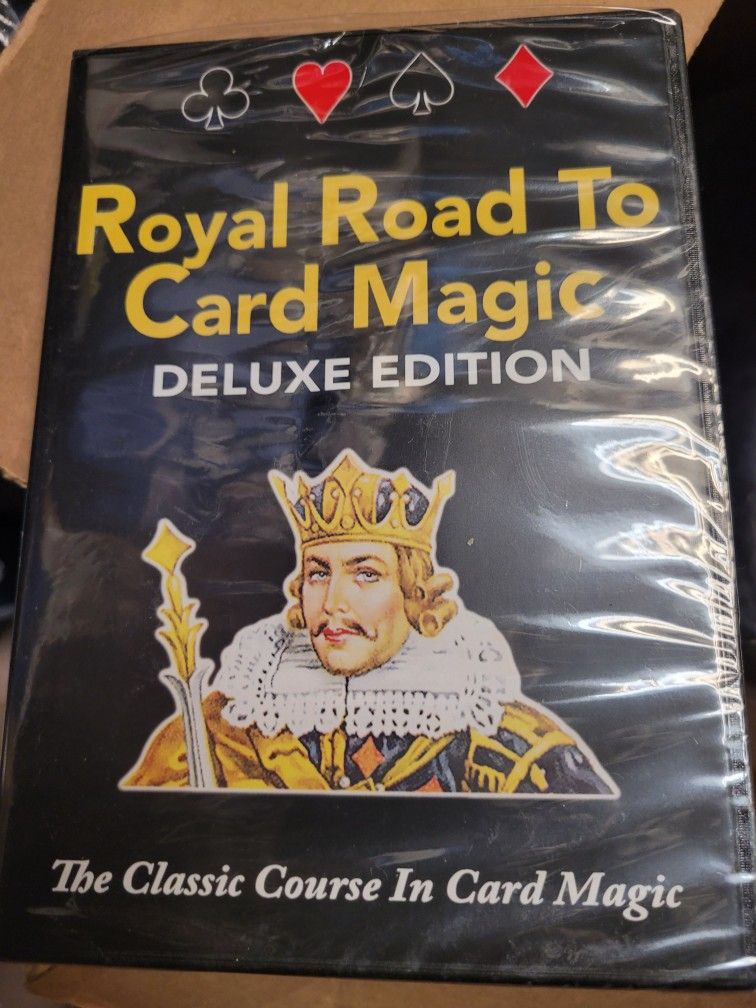 Royal Road To
Card Magic
DELUXE EDITION
The Classic Course In Card Magic